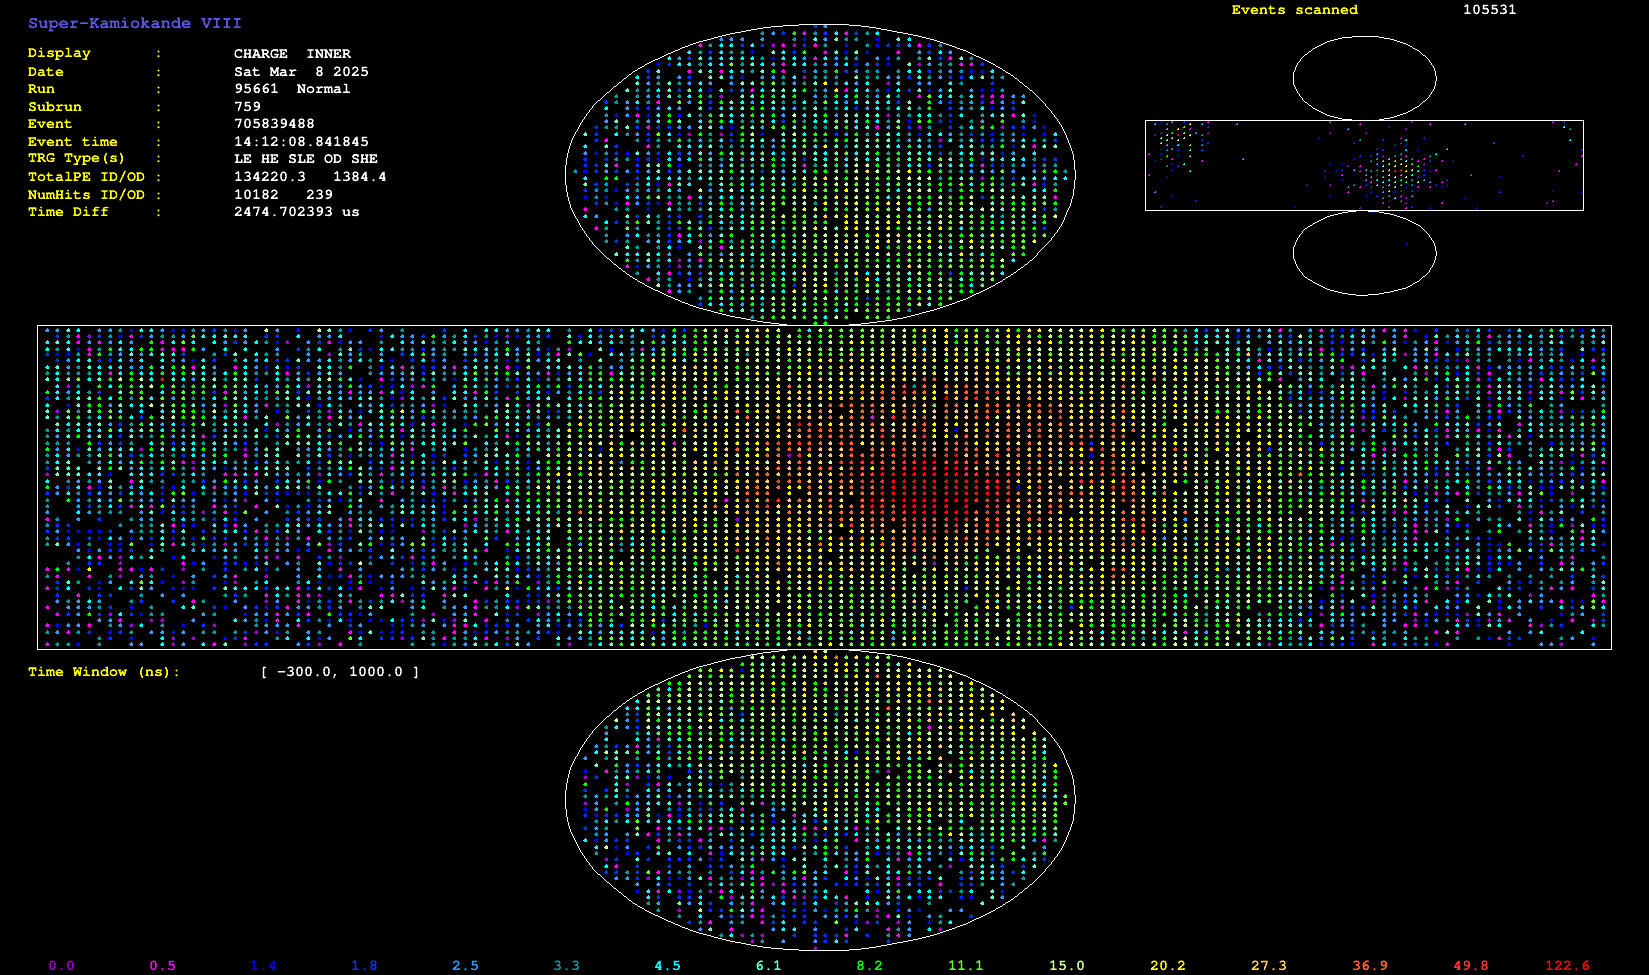 Super-Kamiokande VIII
Events scanned 105531
Display : CHARGE INNER
Date : Sat Mar 8 2025
Run : 95661 Normal
Subrun : 759
Event : 705839488
Event time : 14:12:08.841845
TRG Type(s) : LE HE SLE OD SHE
TotalPE ID/OD : 134220.3 1384.4
NumHits ID/OD : 10182 239
Time Diff : 2474.702393 us
Time Window (ns): [ -300.0, 1000.0 ]
0.0 0.5 1.4 1.8 2.5 3.3 4.5 6.1 8.2 11.1 15.0 20.2 27.3 36.9 49.8 122.6